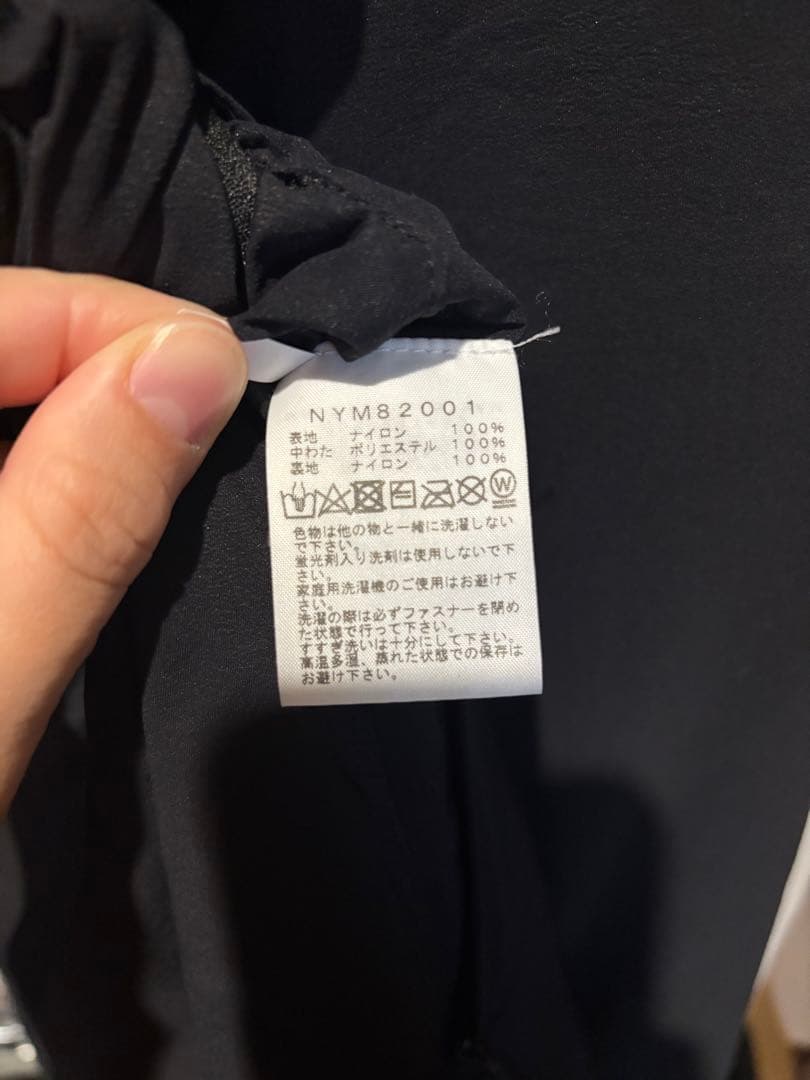 NYM82001
表地 ナイロン 100%
中わた ポリエステル 100%
裏地 ナイロン 100%
W
色物は他の物と一緒に洗濯しない
で下さい。
蛍光剤入り洗剤は使用しないで下
さい。
家庭用洗濯機のご使用はお避け下
さい。
洗濯の際は必ずファスナーを閉め
た状態で行って下さい。
すすぎ洗いは十分にして下さい。
高温多湿、蒸れた状態での保存は
お避け下さい。